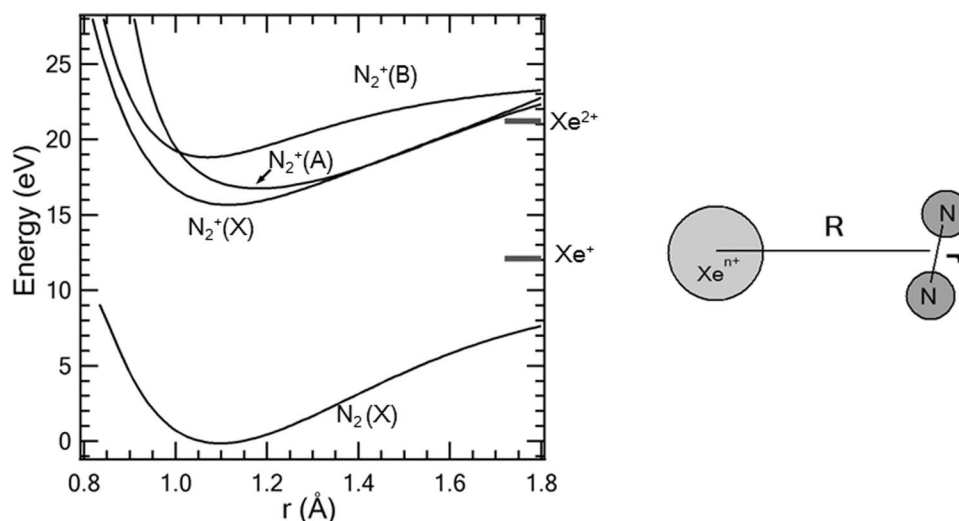 25
20
15
10
5
0
Energy (eV)
0.8 1.0 1.2 1.4 1.6 1.8
r (Å)
N₂⁺(B)
N₂⁺(A)
N₂⁺(X)
N₂(X)
Xe²⁺
Xe⁺
R
Xeⁿ⁺
N
N